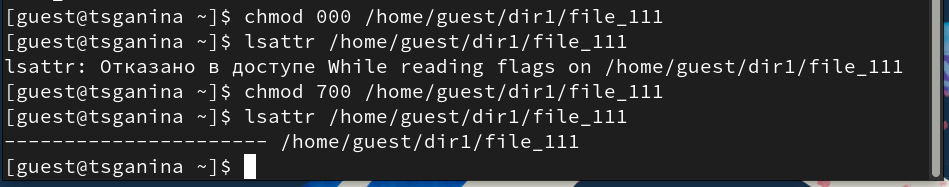 [guest@tsganina ~]$ chmod 000 /home/guest/dir1/file_111
[guest@tsganina ~]$ lsattr /home/guest/dir1/file_111
lsattr: Отказано в доступе While reading flags on /home/guest/dir1/file_111
[guest@tsganina ~]$ chmod 700 /home/guest/dir1/file_111
[guest@tsganina ~]$ lsattr /home/guest/dir1/file_111
---------------------- /home/guest/dir1/file_111
[guest@tsganina ~]$